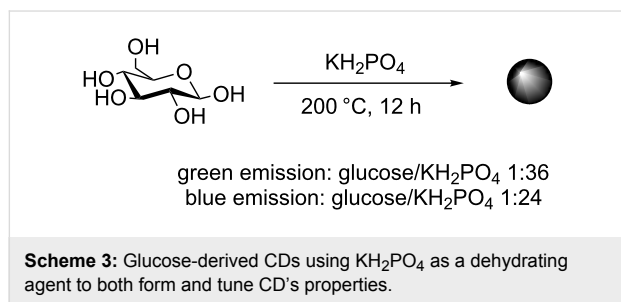 OH
HO
HO
O
OH
OH
KH₂PO₄
200 °C, 12 h
green emission: glucose/KH₂PO₄ 1:36
blue emission: glucose/KH₂PO₄ 1:24
Scheme 3: Glucose-derived CDs using KH₂PO₄ as a dehydrating
agent to both form and tune CD's properties.